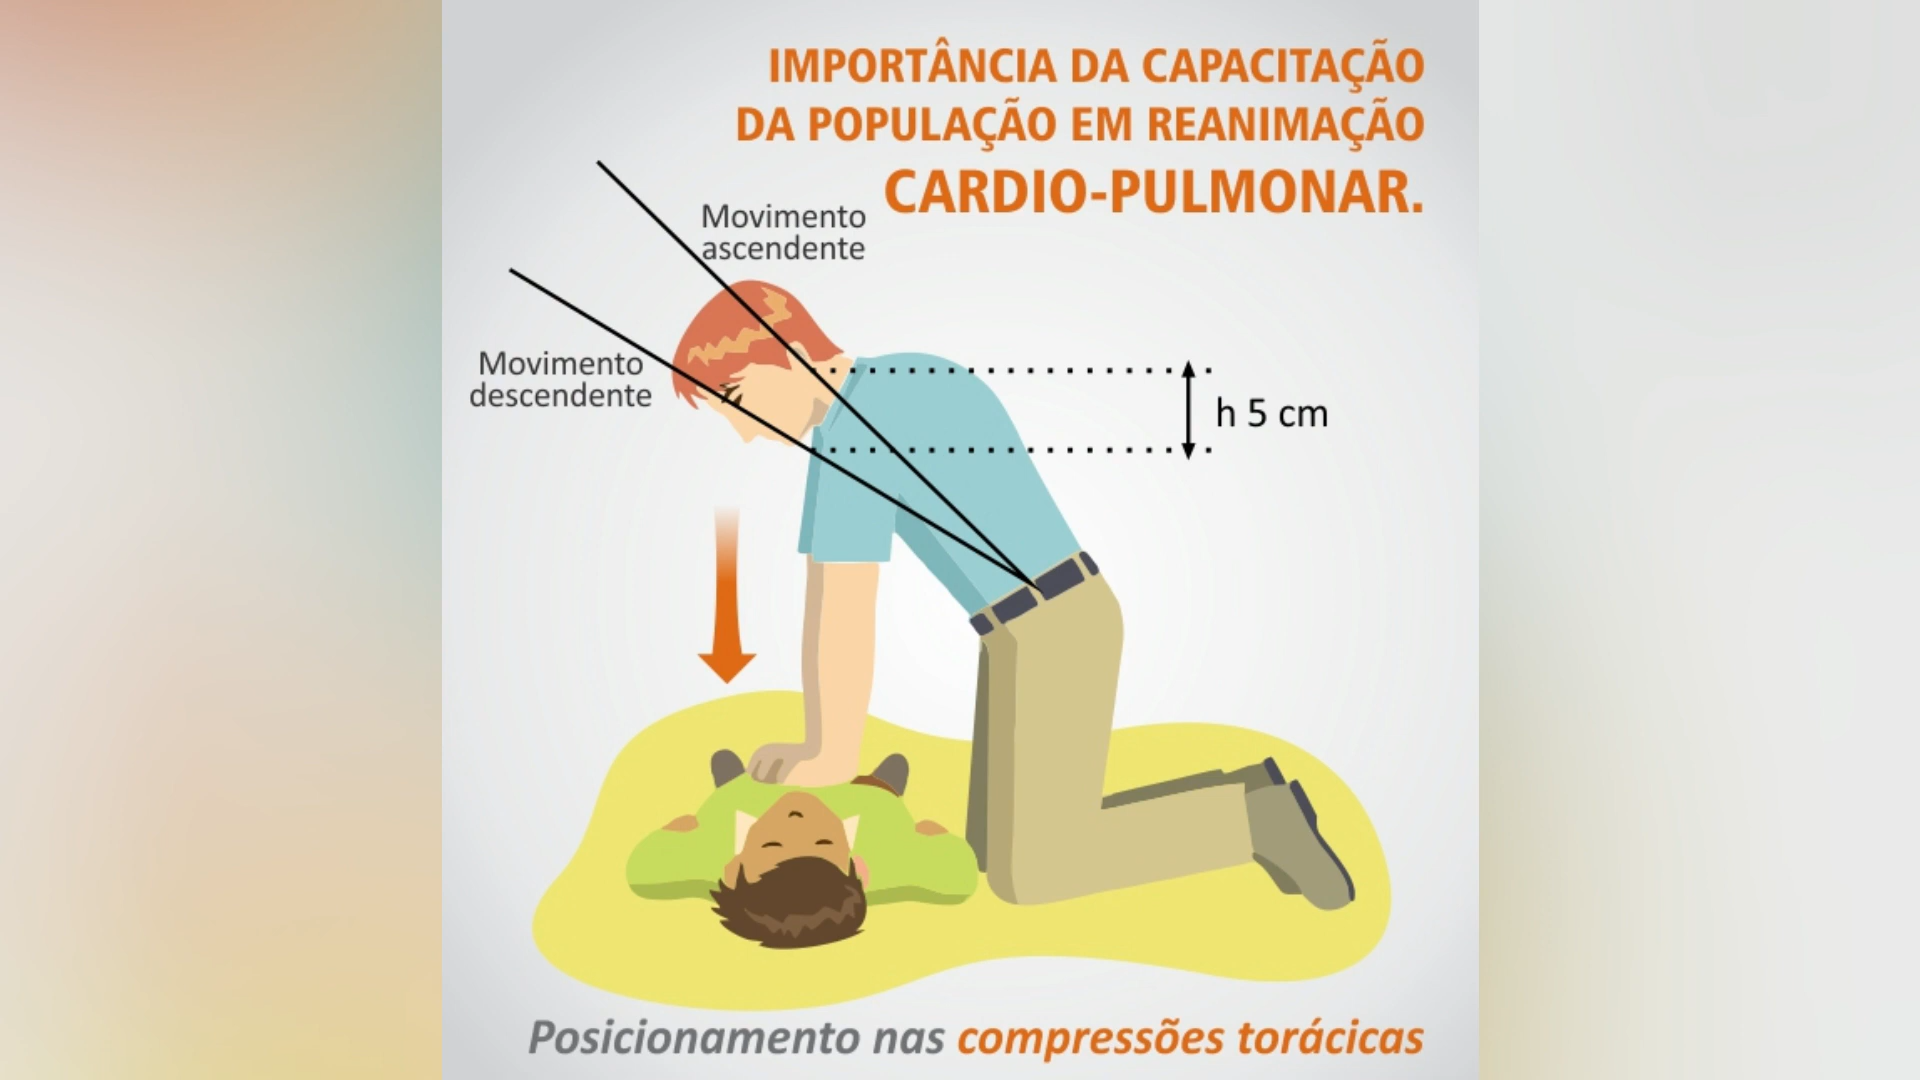 IMPORTÂNCIA DA CAPACITAÇÃO
DA POPULAÇÃO EM REANIMAÇÃO
CARDIO-PULMONAR.
Movimento
ascendente
Movimento
descendente
h 5 cm
Posicionamento nas compressões torácicas